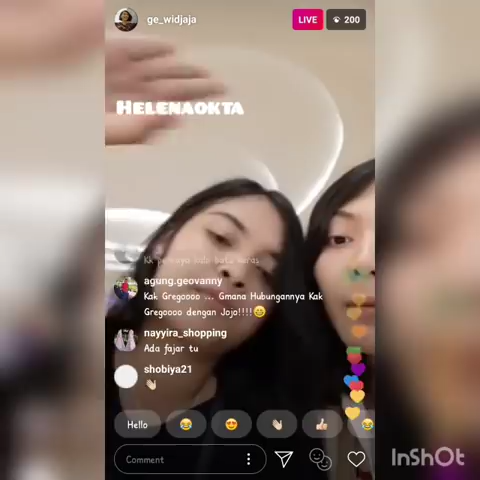 ge_widjaja
LIVE
200
HELENAOKTA
agung.geovanny
Kak Gregoooo ... Gmana Hubungannya Kak
Gregoooo dengan Jojo!!!!
nayyira_shopping
Ada fajar tu
shobiya21
Hello
Comment
InShOt